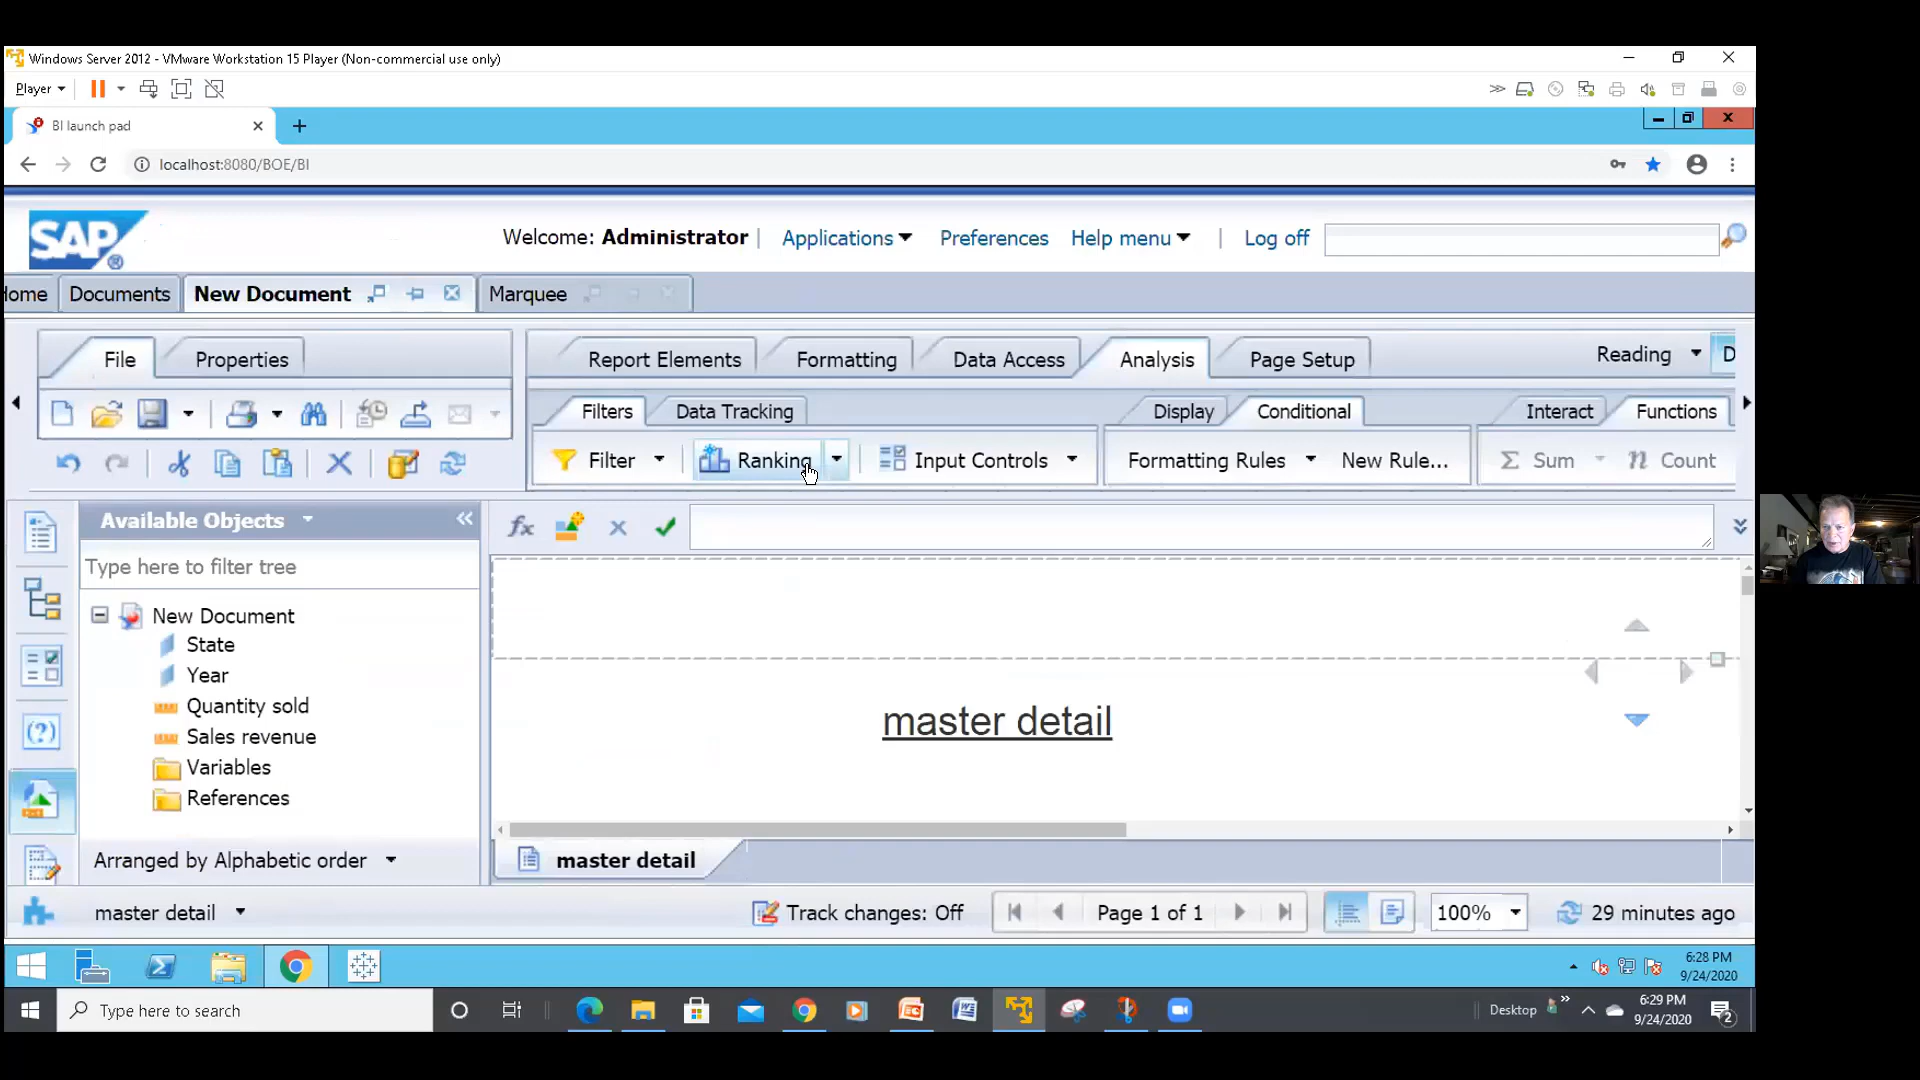 Windows Server 2012 - VMware Workstation 15 Player (Non-commercial use only)
Player
BI launch pad
localhost:8080/BOE/BI
SAP
Welcome: Administrator
Applications
Preferences
Help menu
Log off
Documents
New Document
Marquee
File
Properties
Report Elements
Formatting
Data Access
Analysis
Page Setup
Reading
Filters
Data Tracking
Display
Conditional
Interact
Functions
Filter
Ranking
Input Controls
Formatting Rules
New Rule...
Σ Sum
n Count
Available Objects
fx
Type here to filter tree
New Document
State
Year
Quantity sold
Sales revenue
Variables
References
master detail
Arranged by Alphabetic order
master detail
master detail
Track changes: Off
Page 1 of 1
100%
29 minutes ago
6:28 PM
9/24/2020
Type here to search
Desktop
6:29 PM
9/24/2020
2